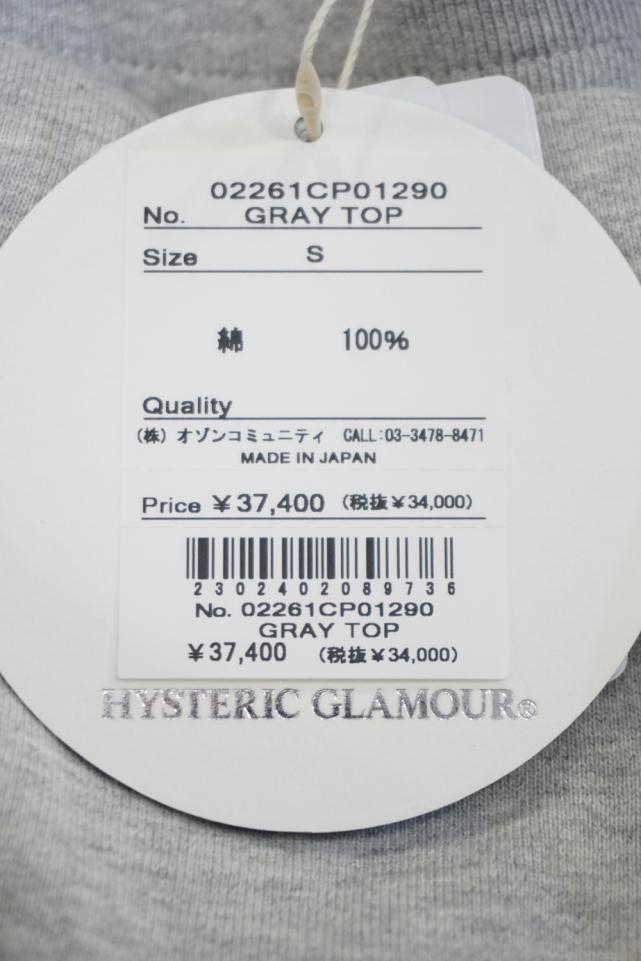 02261CP01290
No. GRAY TOP
Size S
綿 100%
Quality
(株) オゾンコミュニティ CALL:03-3478-8471
MADE IN JAPAN
Price ¥37,400 (税抜¥34,000)
2302402089736
No. 02261CP01290
GRAY TOP
¥37,400 (税抜¥34,000)
HYSTERIC GLAMOUR®